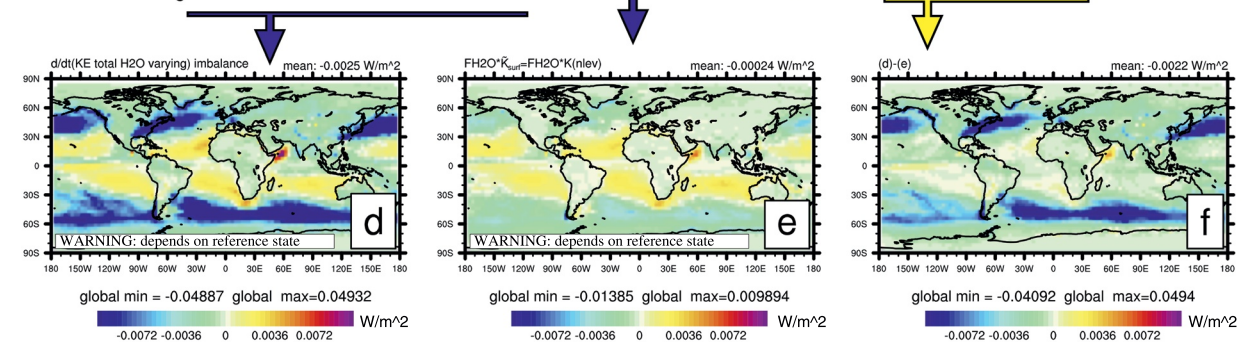 d/dt(KE total H2O varying) imbalance mean: -0.0025 W/m^2
90N
60N
30N
0
30S
60S
90S
WARNING: depends on reference state
d
180 150W 120W 90W 60W 30W 0 30E 60E 90E 120E 150E 180
global min = -0.04887 global max=0.04932
W/m^2
-0.0072 -0.0036 0 0.0036 0.0072
FH2O*K̃surf=FH2O*K(nlev) mean: -0.00024 W/m^2
90N
60N
30N
0
30S
60S
90S
WARNING: depends on reference state
e
180 150W 120W 90W 60W 30W 0 30E 60E 90E 120E 150E 180
global min = -0.01385 global max=0.009894
W/m^2
-0.0072 -0.0036 0 0.0036 0.0072
(d)-(e) mean: -0.0022 W/m^2
90N
60N
30N
0
30S
60S
90S
f
180 150W 120W 90W 60W 30W 0 30E 60E 90E 120E 150E 180
global min = -0.04092 global max=0.0494
W/m^2
-0.0072 -0.0036 0 0.0036 0.0072